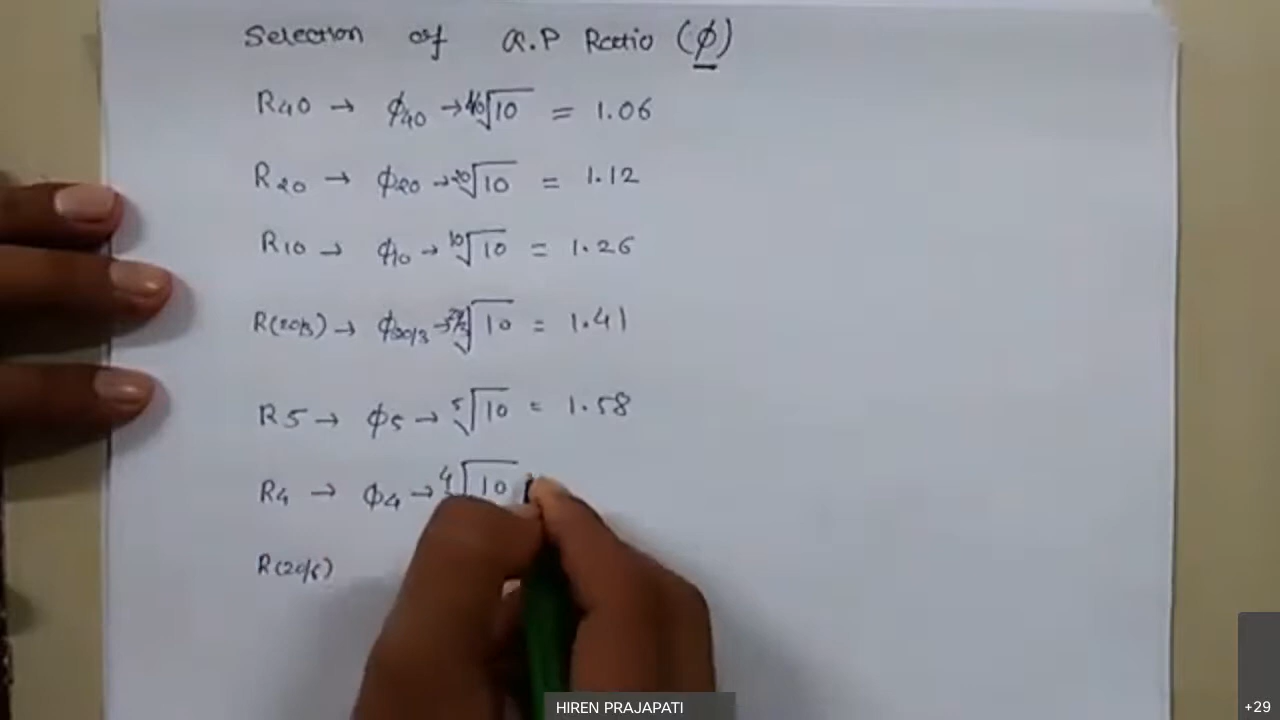 Selection of G.P Ratio (ϕ)
R40 → ϕ40 → ⁴⁰√10 = 1.06
R20 → ϕ20 → ²⁰√10 = 1.12
R10 → ϕ10 → ¹⁰√10 = 1.26
R(20/3) → ϕ20/3 → √10 = 1.41
R5 → ϕ5 → ⁵√10 = 1.58
R4 → ϕ4 → ⁴√10
R(20/6)
HIREN PRAJAPATI
+29